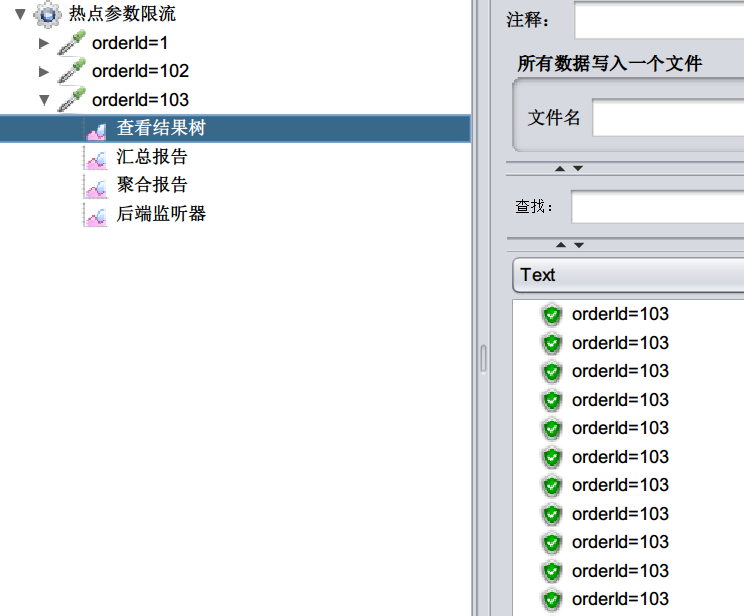 热点参数限流
orderId=1
orderId=102
orderId=103
查看结果树
汇总报告
聚合报告
后端监听器
注释：
所有数据写入一个文件
文件名
查找：
Text
orderId=103
orderId=103
orderId=103
orderId=103
orderId=103
orderId=103
orderId=103
orderId=103
orderId=103
orderId=103
orderId=103